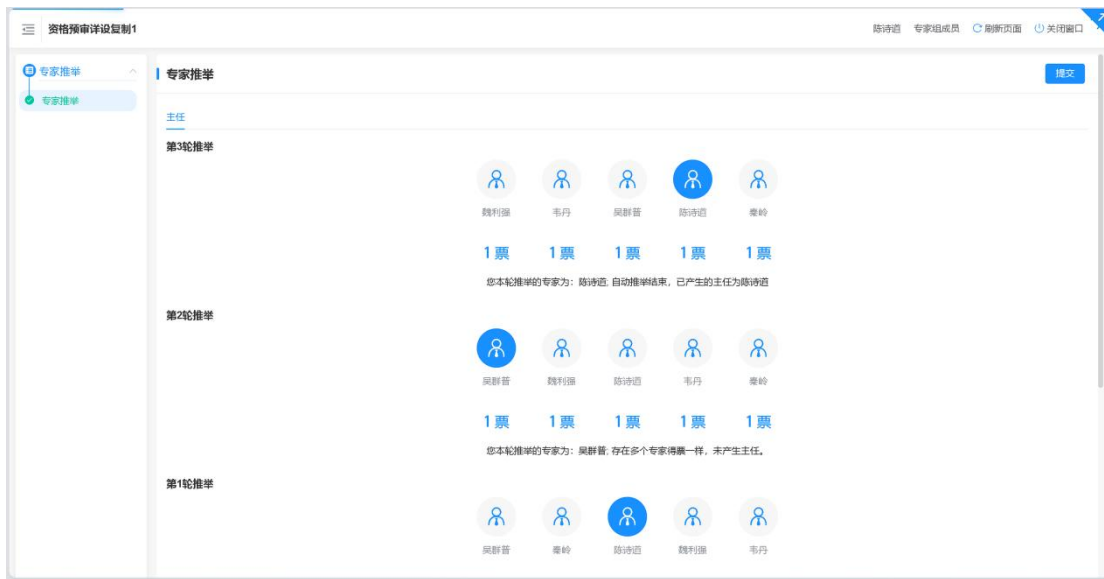 资格预审详设复制1
陈诗道 专家组成员 刷新页面 关闭窗口
专家推举
专家推举
专家推举
提交
主任
第3轮推举
魏利强 韦丹 吴群普 陈诗道 秦岭
1票 1票 1票 1票 1票
您本轮推举的专家为：陈诗道; 自动推举结束，已产生的主任为陈诗道
第2轮推举
吴群普 魏利强 陈诗道 韦丹 秦岭
1票 1票 1票 1票 1票
您本轮推举的专家为：吴群普; 存在多个专家得票一样，未产生主任。
第1轮推举
吴群普 秦岭 陈诗道 魏利强 韦丹